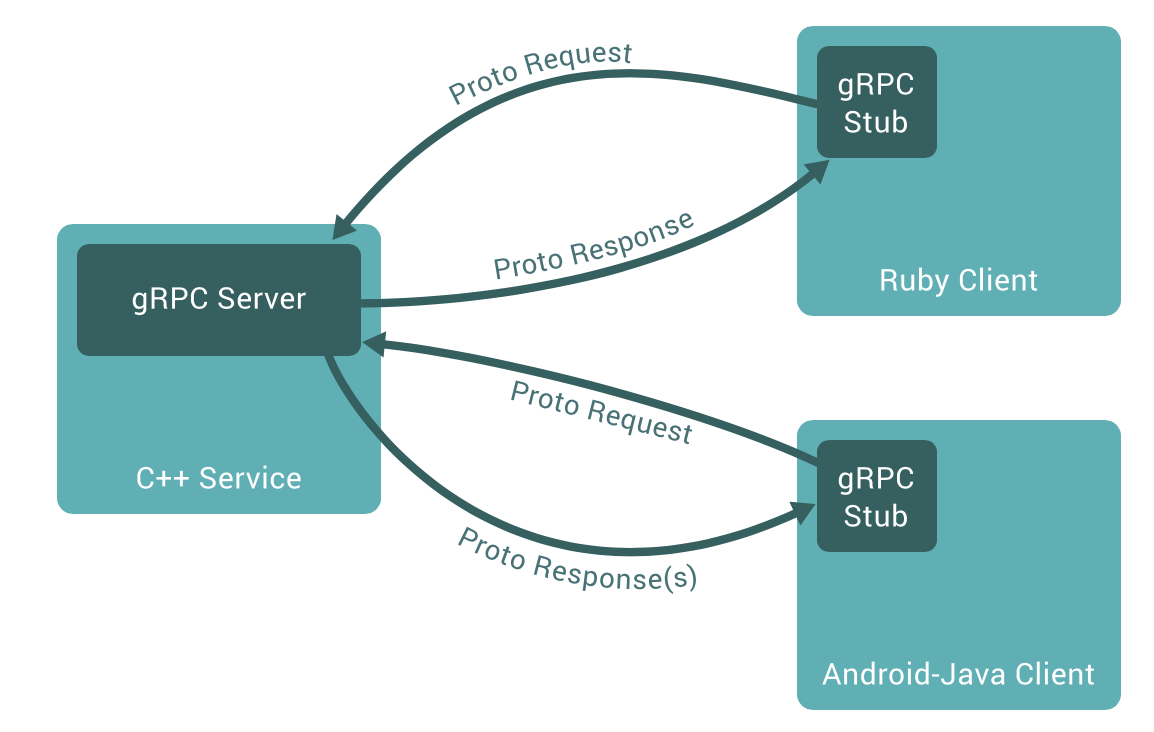 Proto Request
gRPC
Stub
Proto Response
Ruby Client
gRPC Server
C++ Service
Proto Request
gRPC
Stub
Proto Response(s)
Android-Java Client